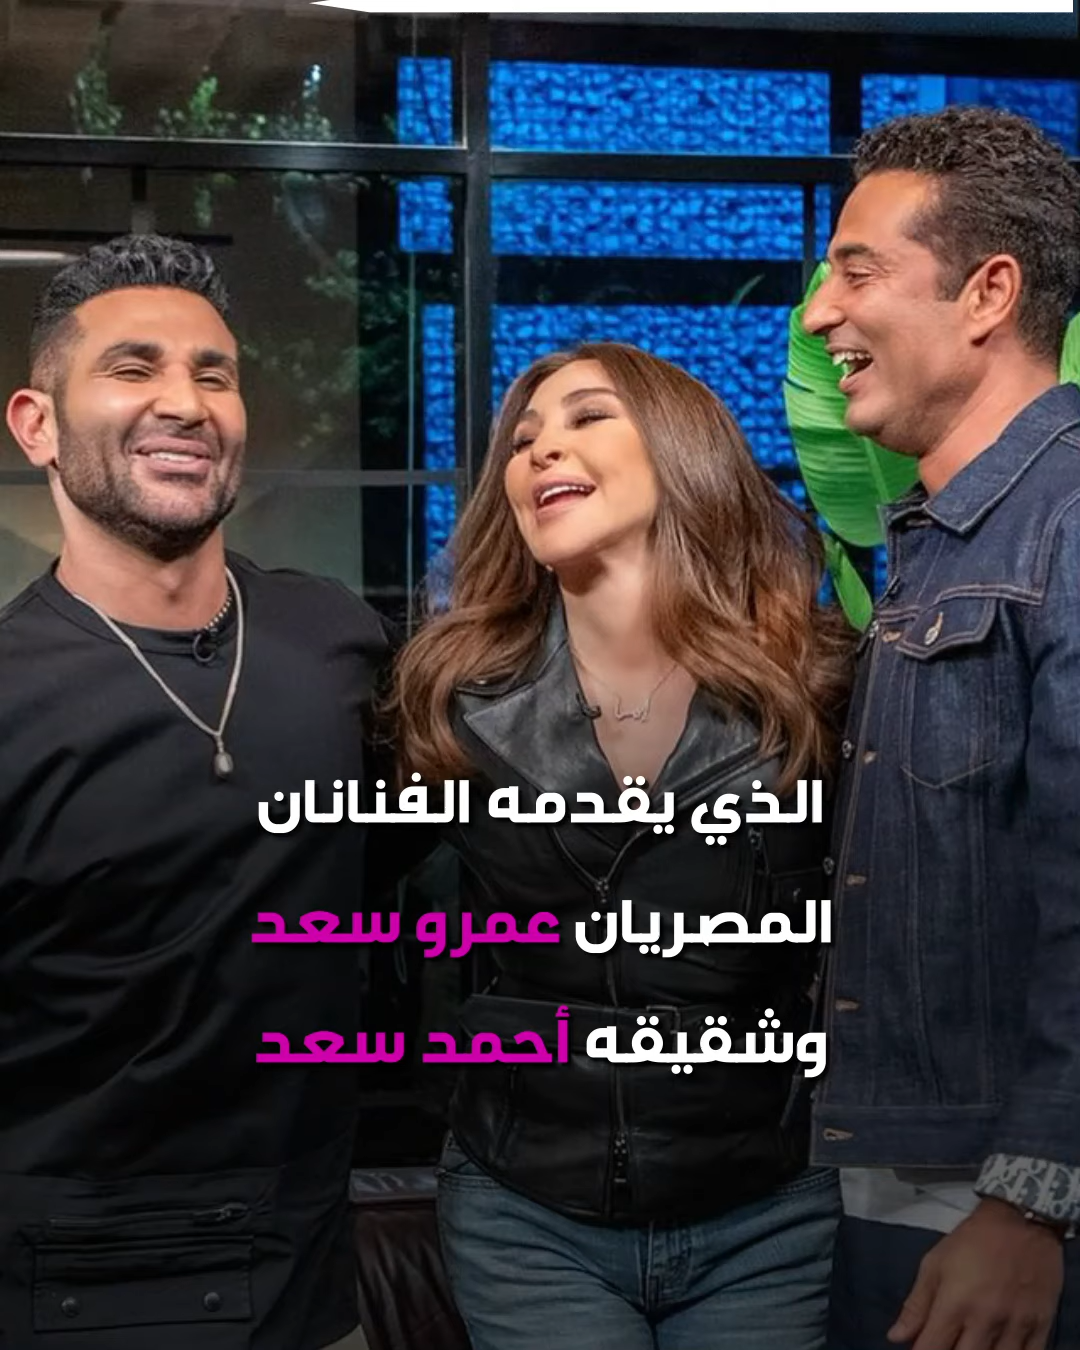 الذي يقدمه الفنانان
المصريان عمرو سعد
وشقيقه أحمد سعد